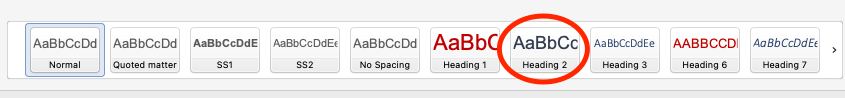 AaBbCcDd AaBbCcDd AaBbCcDdE AaBbCcDdEe AaBbCcDd AaBbC AaBbCc AaBbCcDdEe AABBCCDI AaBbCcDdEe
Normal Quoted matter SS1 SS2 No Spacing Heading 1 Heading 2 Heading 3 Heading 6 Heading 7